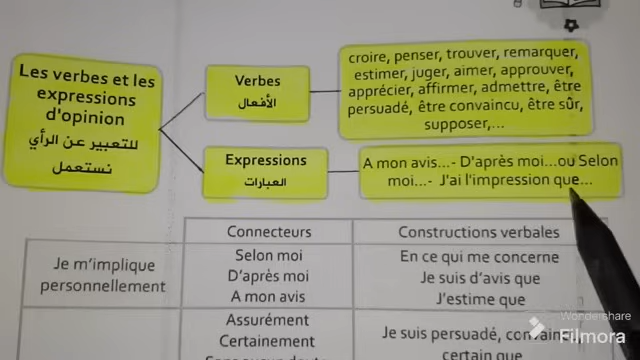 Les verbes et les
expressions
d'opinion
للتعبير عن الرأي
نستعمل
Verbes
الأفعال
croire, penser, trouver, remarquer,
estimer, juger, aimer, approuver,
apprécier, affirmer, admettre, être
persuadé, être convaincu, être sûr,
supposer,...
Expressions
العبارات
A mon avis...- D'après moi...ou Selon
moi...- J'ai l'impression que...
Connecteurs
Constructions verbales
Je m'implique
personnellement
Selon moi
D'après moi
A mon avis
En ce qui me concerne
Je suis d'avis que
J'estime que
Assurément
Certainement
Je suis persuadé,
certain que
Wondershare
Filmora